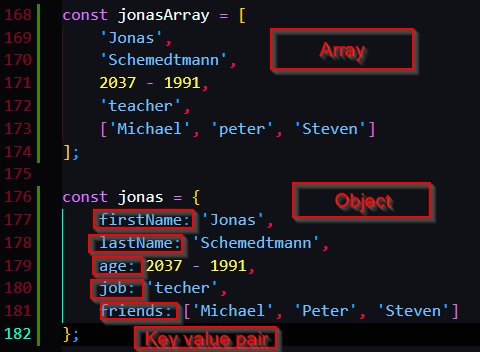 168 const jonasArray = [
169 'Jonas',
Array
170 'Schemedtmann',
171 2037 - 1991,
172 'teacher',
173 ['Michael', 'peter', 'Steven']
174 ];
175
176 const jonas = {
Object
177 firstName: 'Jonas',
178 lastName: 'Schemedtmann',
179 age: 2037 - 1991,
180 job: 'techer',
181 friends: ['Michael', 'Peter', 'Steven']
182 };
Key value pair